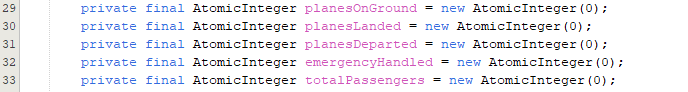 29 private final AtomicInteger planesOnGround = new AtomicInteger(0);
30 private final AtomicInteger planesLanded = new AtomicInteger(0);
31 private final AtomicInteger planesDeparted = new AtomicInteger(0);
32 private final AtomicInteger emergencyHandled = new AtomicInteger(0);
33 private final AtomicInteger totalPassengers = new AtomicInteger(0);